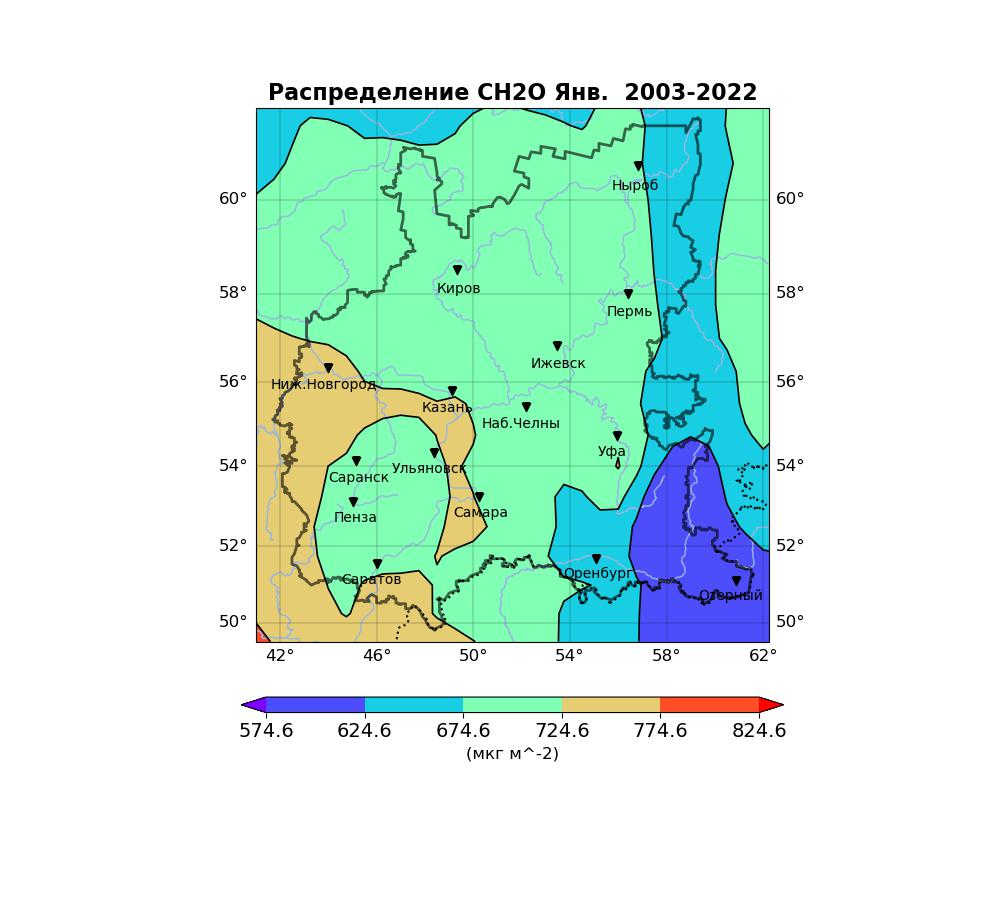 Распределение CH2O Янв.  2003-2022
Ныроб
60° 60°
Киров
58° 58°
Пермь
Ижевск
56° 56°
Ниж.Новгород
Казань
Наб.Челны
Уфа
54° 54°
Ульяновск
Саранск
Самара
Пенза
52° 52°
Оренбург
Саратов
Озерный
50° 50°
42° 46° 50° 54° 58° 62°
574.6 624.6 674.6 724.6 774.6 824.6
(мкг м^-2)